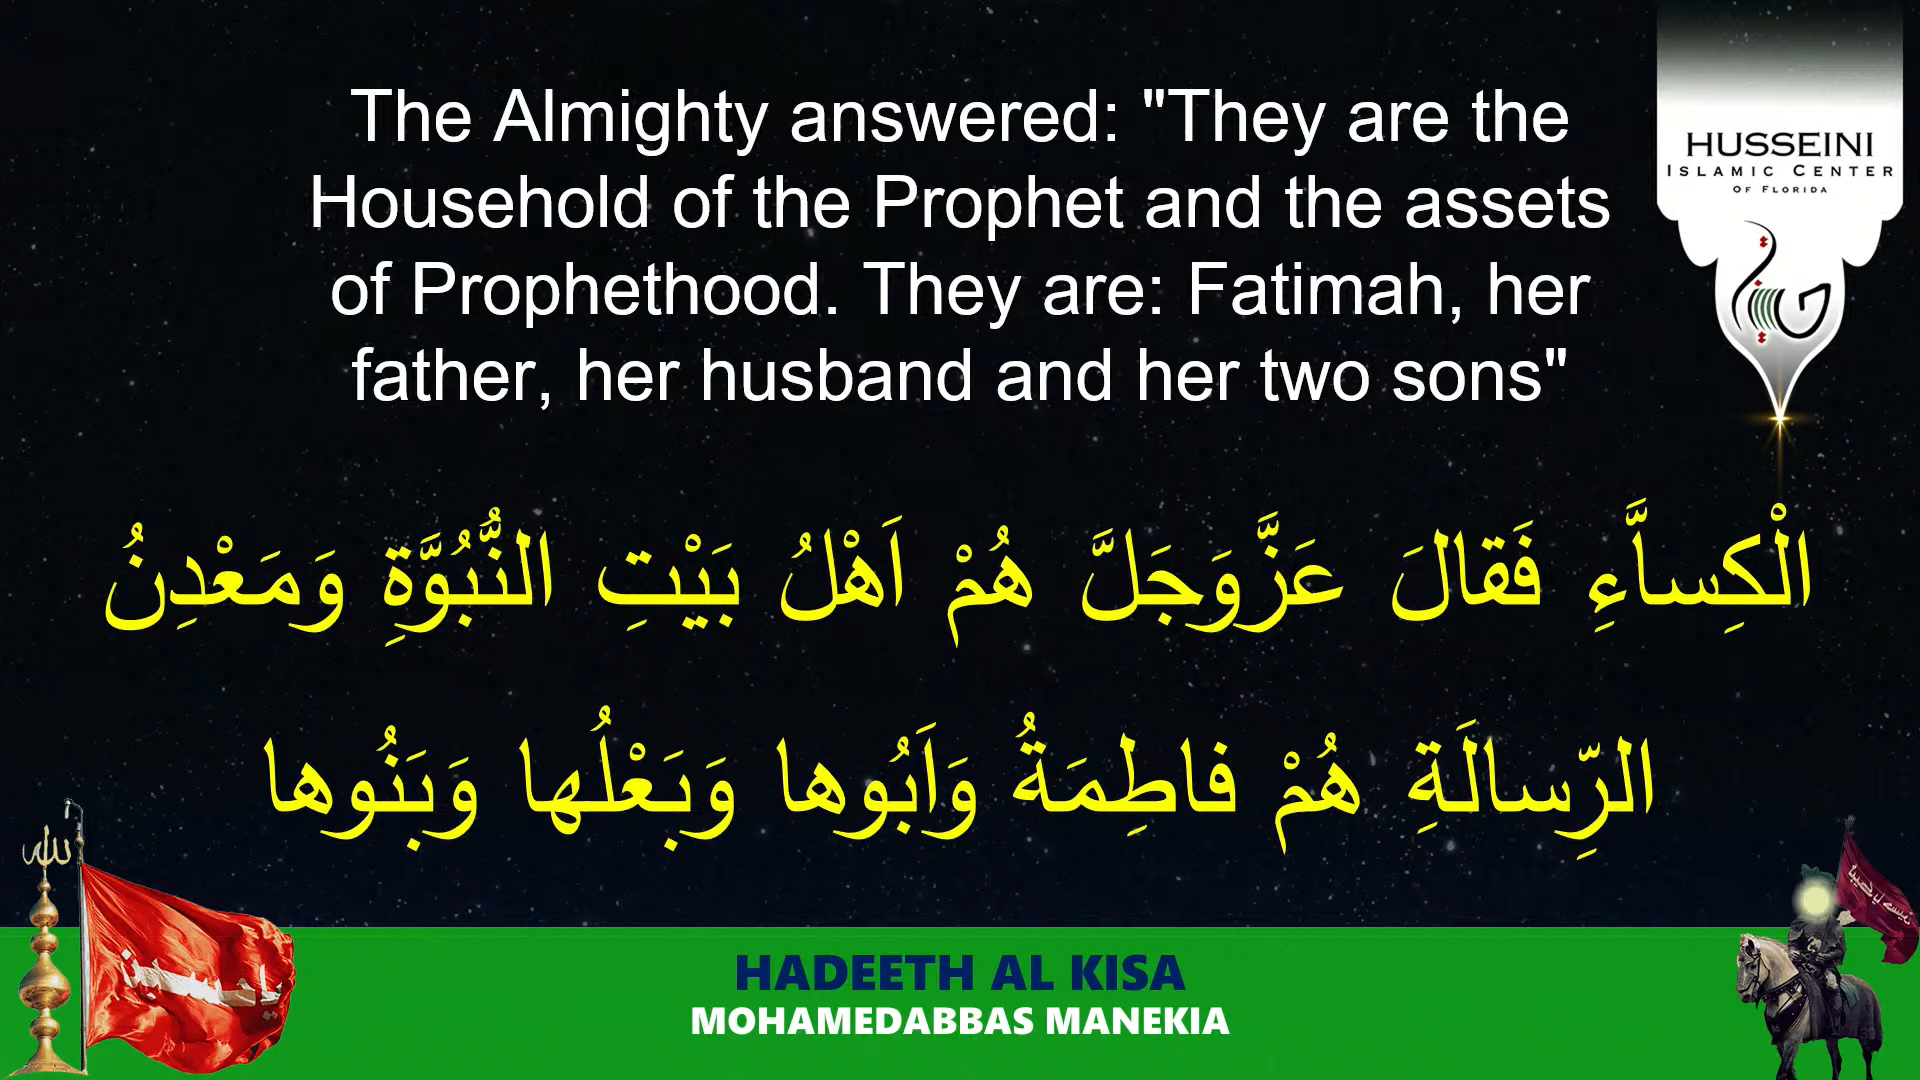 The Almighty answered: "They are the
Household of the Prophet and the assets
of Prophethood. They are: Fatimah, her
father, her husband and her two sons"
HUSSEINI
ISLAMIC CENTER
OF FLORIDA
الْكِساَّءِ فَقالَ عَزَّوَجَلَّ هُمْ اَهْلُ بَيْتِ النُّبُوَّةِ وَمَعْدِنُ
الرِّسالَةِ هُمْ فاطِمَةُ وَاَبُوها وَبَعْلُها وَبَنُوها
الله
HADEETH AL KISA
MOHAMEDABBAS MANEKIA